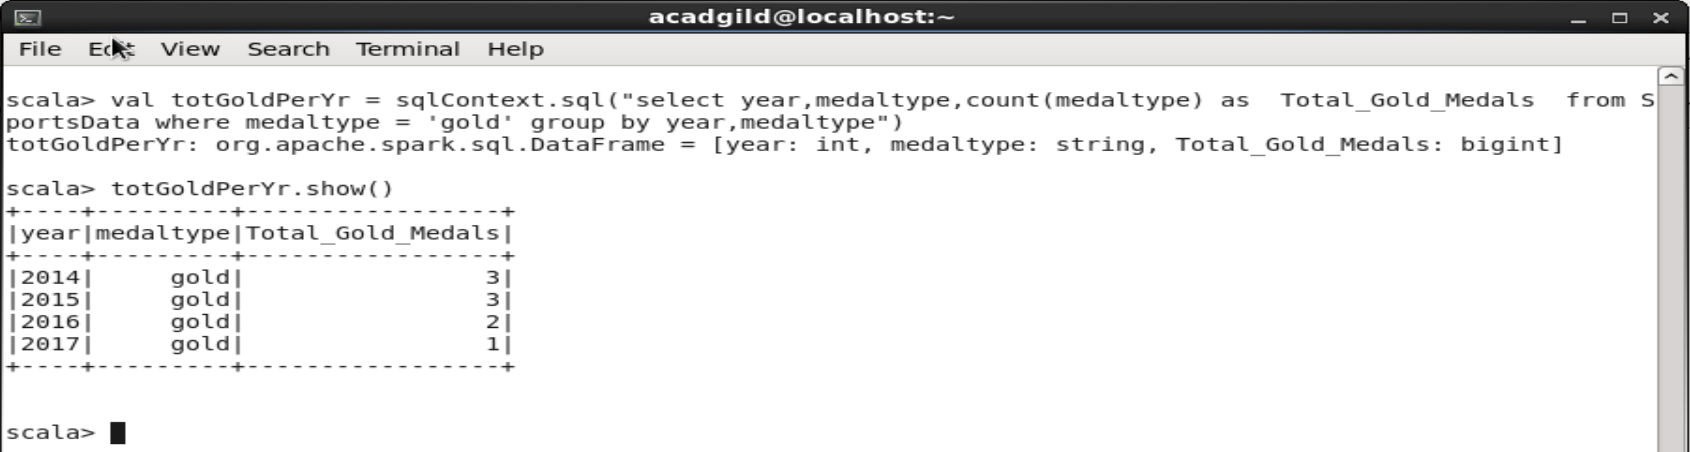 acadgild@localhost:~
File Edit View Search Terminal Help
scala> val totGoldPerYr = sqlContext.sql("select year,medaltype,count(medaltype) as  Total_Gold_Medals  from S
portsData where medaltype = 'gold' group by year,medaltype")
totGoldPerYr: org.apache.spark.sql.DataFrame = [year: int, medaltype: string, Total_Gold_Medals: bigint]
scala> totGoldPerYr.show()
+----+---------+-----------------+
|year|medaltype|Total_Gold_Medals|
+----+---------+-----------------+
|2014|     gold|                3|
|2015|     gold|                3|
|2016|     gold|                2|
|2017|     gold|                1|
+----+---------+-----------------+
scala>